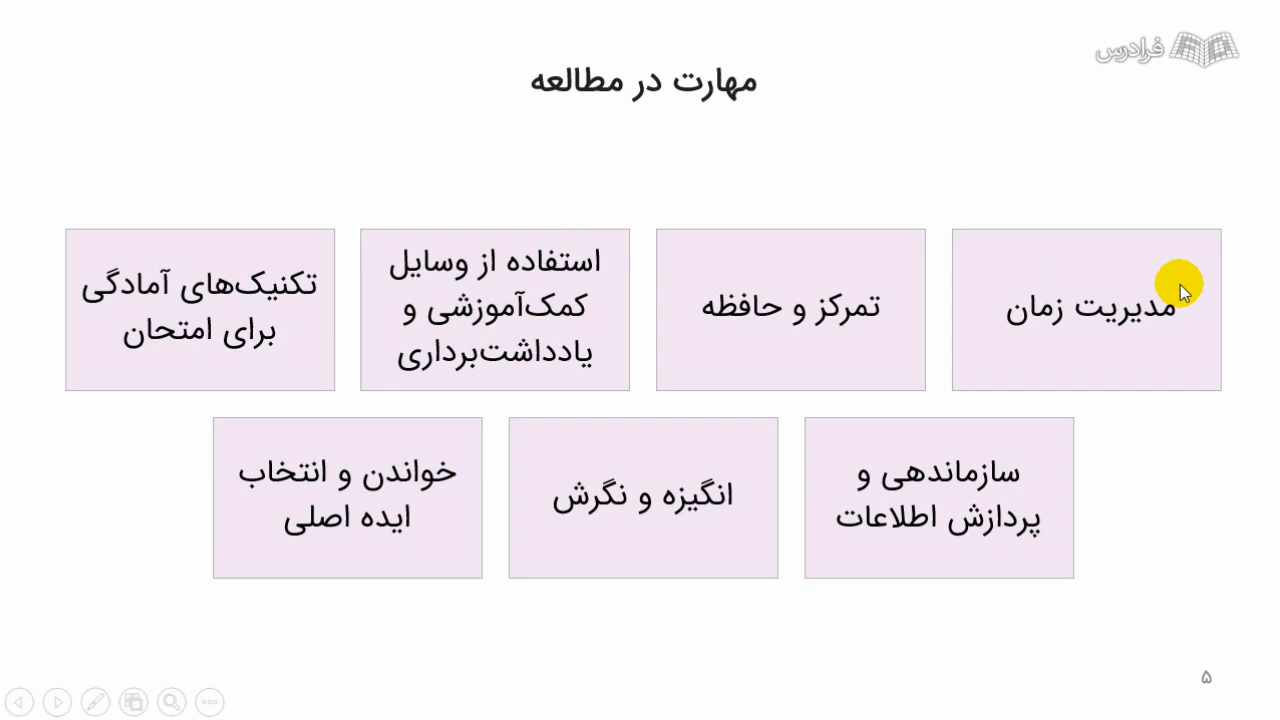 فرادرس
مهارت در مطالعه
مدیریت زمان
تمرکز و حافظه
استفاده از وسایل
کمک‌آموزشی و
یادداشت‌برداری
تکنیک‌های آمادگی
برای امتحان
سازماندهی و
پردازش اطلاعات
انگیزه و نگرش
خواندن و انتخاب
ایده اصلی
۵